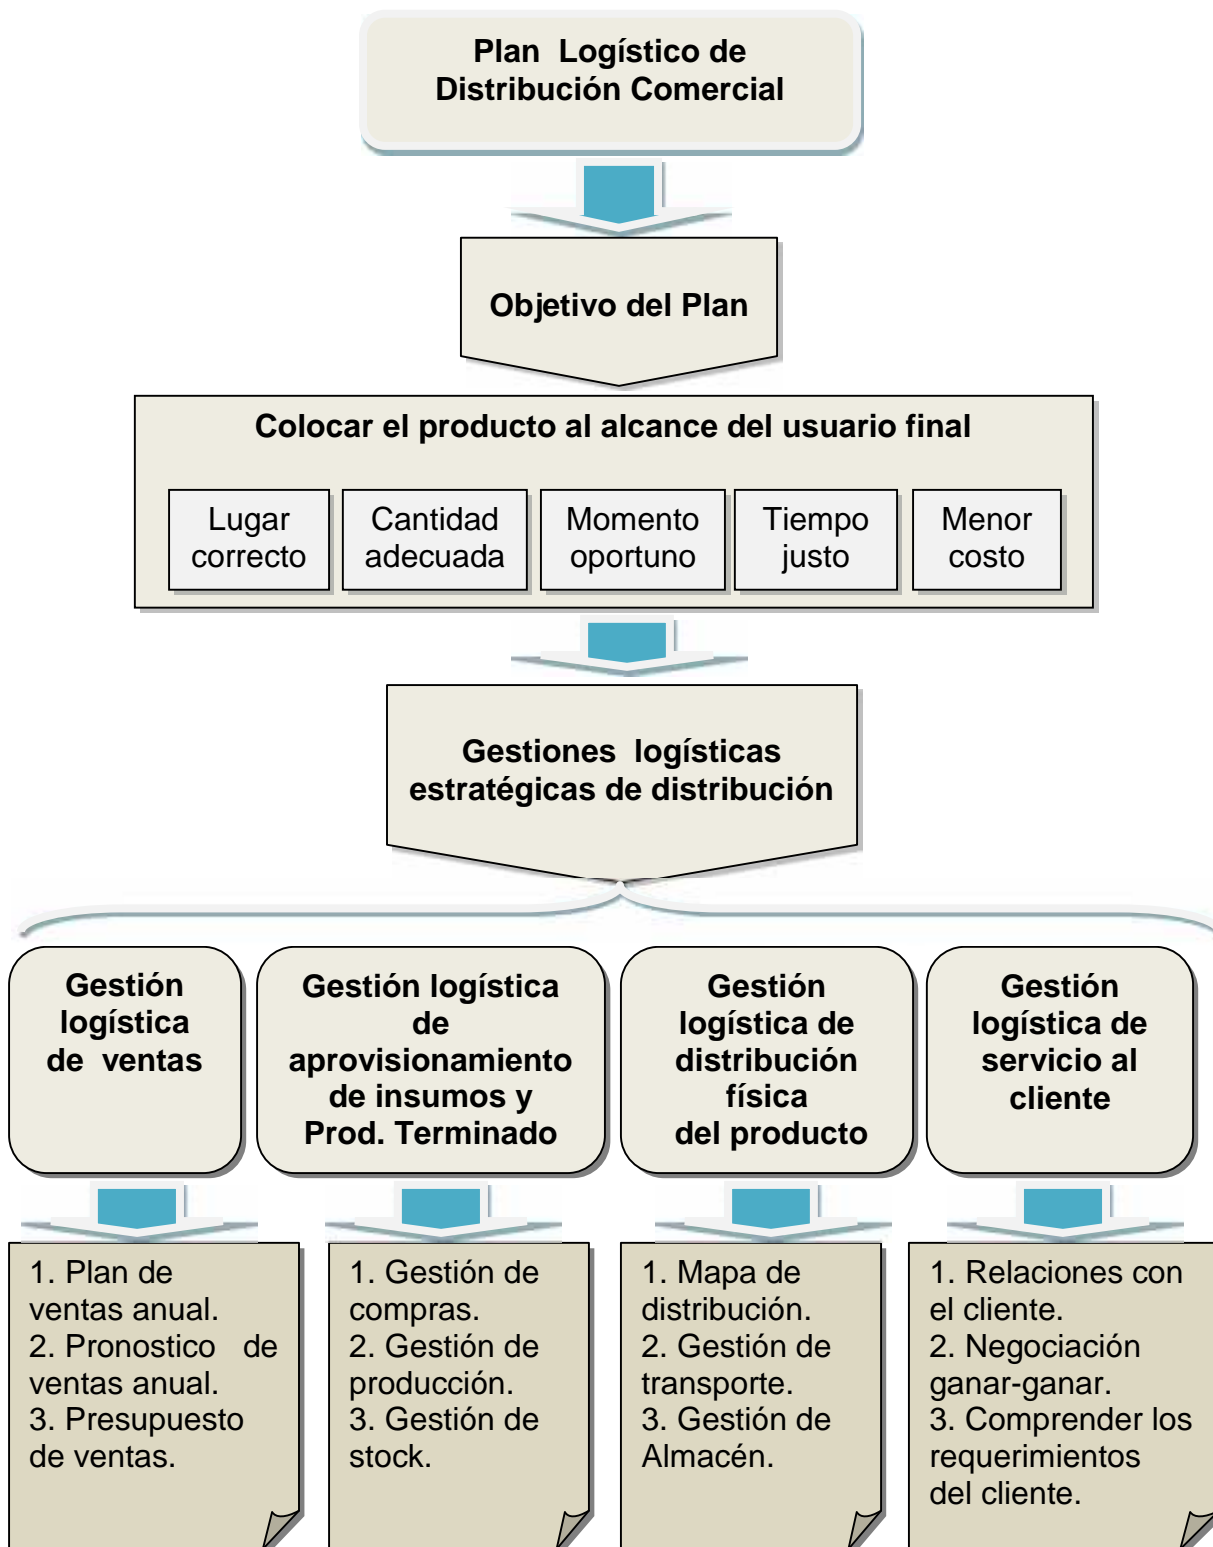 Plan Logístico de
Distribución Comercial
Objetivo del Plan
Colocar el producto al alcance del usuario final
Lugar
correcto
Cantidad
adecuada
Momento
oportuno
Tiempo
justo
Menor
costo
Gestiones logísticas
estratégicas de distribución
Gestión
logística
de ventas
Gestión logística
de
aprovisionamiento
de insumos y
Prod. Terminado
Gestión
logística de
distribución
física
del producto
Gestión
logística de
servicio al
cliente
1. Plan de
ventas anual.
2. Pronostico de
ventas anual.
3. Presupuesto
de ventas.
1. Gestión de
compras.
2. Gestión de
producción.
3. Gestión de
stock.
1. Mapa de
distribución.
2. Gestión de
transporte.
3. Gestión de
Almacén.
1. Relaciones con
el cliente.
2. Negociación
ganar-ganar.
3. Comprender los
requerimientos
del cliente.